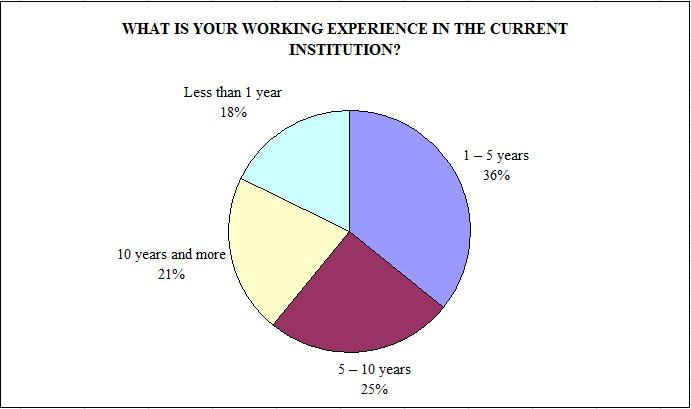 WHAT IS YOUR WORKING EXPERIENCE IN THE CURRENT
INSTITUTION?
Less than 1 year
18%
1 – 5 years
36%
10 years and more
21%
5 – 10 years
25%